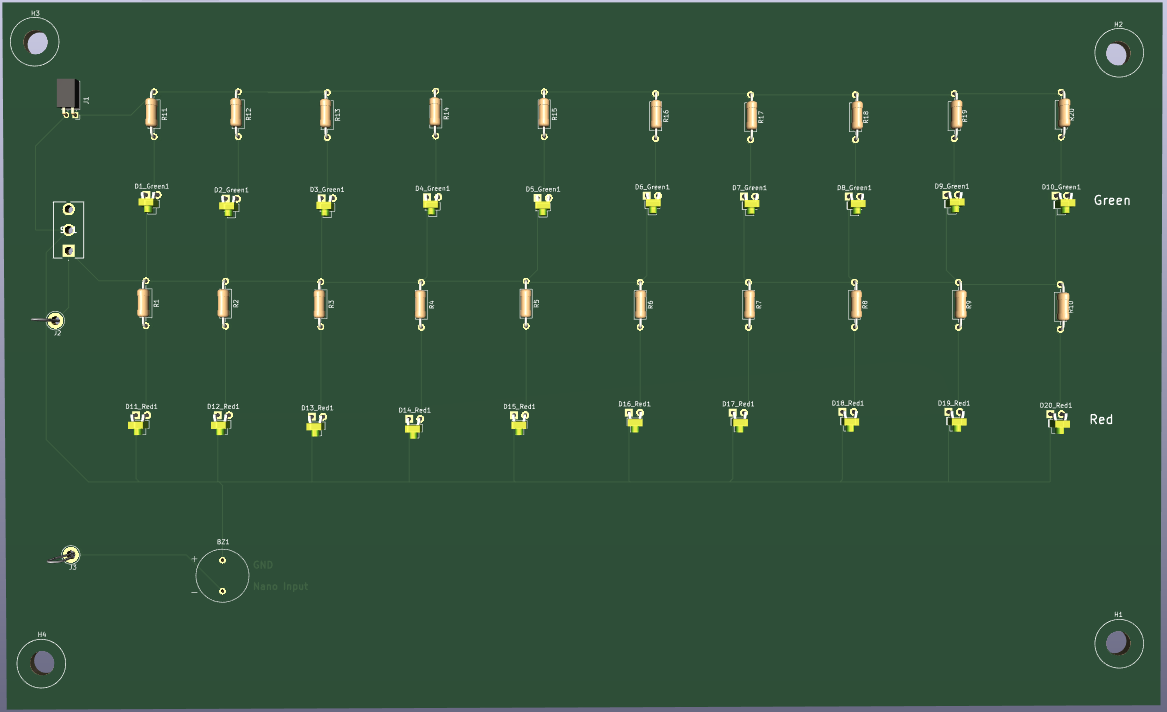 H3
H2
J1
R11
R12
R13
R14
R15
R16
R17
R18
R19
R20
D1_Green1
D2_Green1
D3_Green1
D4_Green1
D5_Green1
D6_Green1
D7_Green1
D8_Green1
D9_Green1
D10_Green1
Green
R1
R2
R3
R4
R5
R6
R7
R8
R9
R10
J2
D11_Red1
D12_Red1
D13_Red1
D14_Red1
D15_Red1
D16_Red1
D17_Red1
D18_Red1
D19_Red1
D20_Red1
Red
BZ1
+
GND
J3
Nano input
−
H4
H1